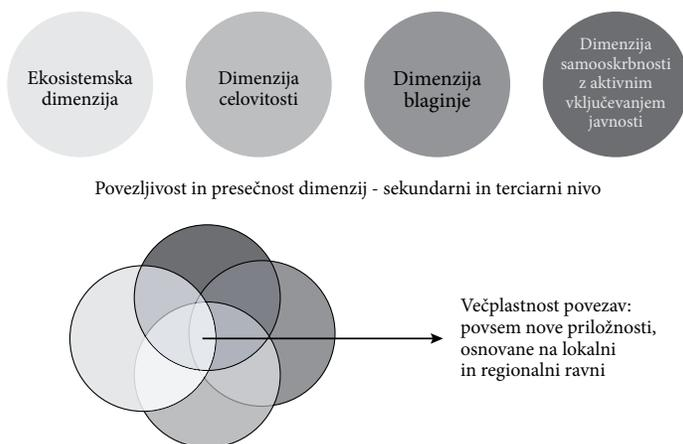 Ekosistemska
dimenzija
Dimenzija
celovitosti
Dimenzija
blaginje
Dimenzija
samooskrbnosti
z aktivnim
vključevanjem
javnosti
Povezljivost in presečnost dimenzij - sekundarni in terciarni nivo
Večplastnost povezav:
povsem nove priložnosti,
osnovane na lokalni
in regionalni ravni